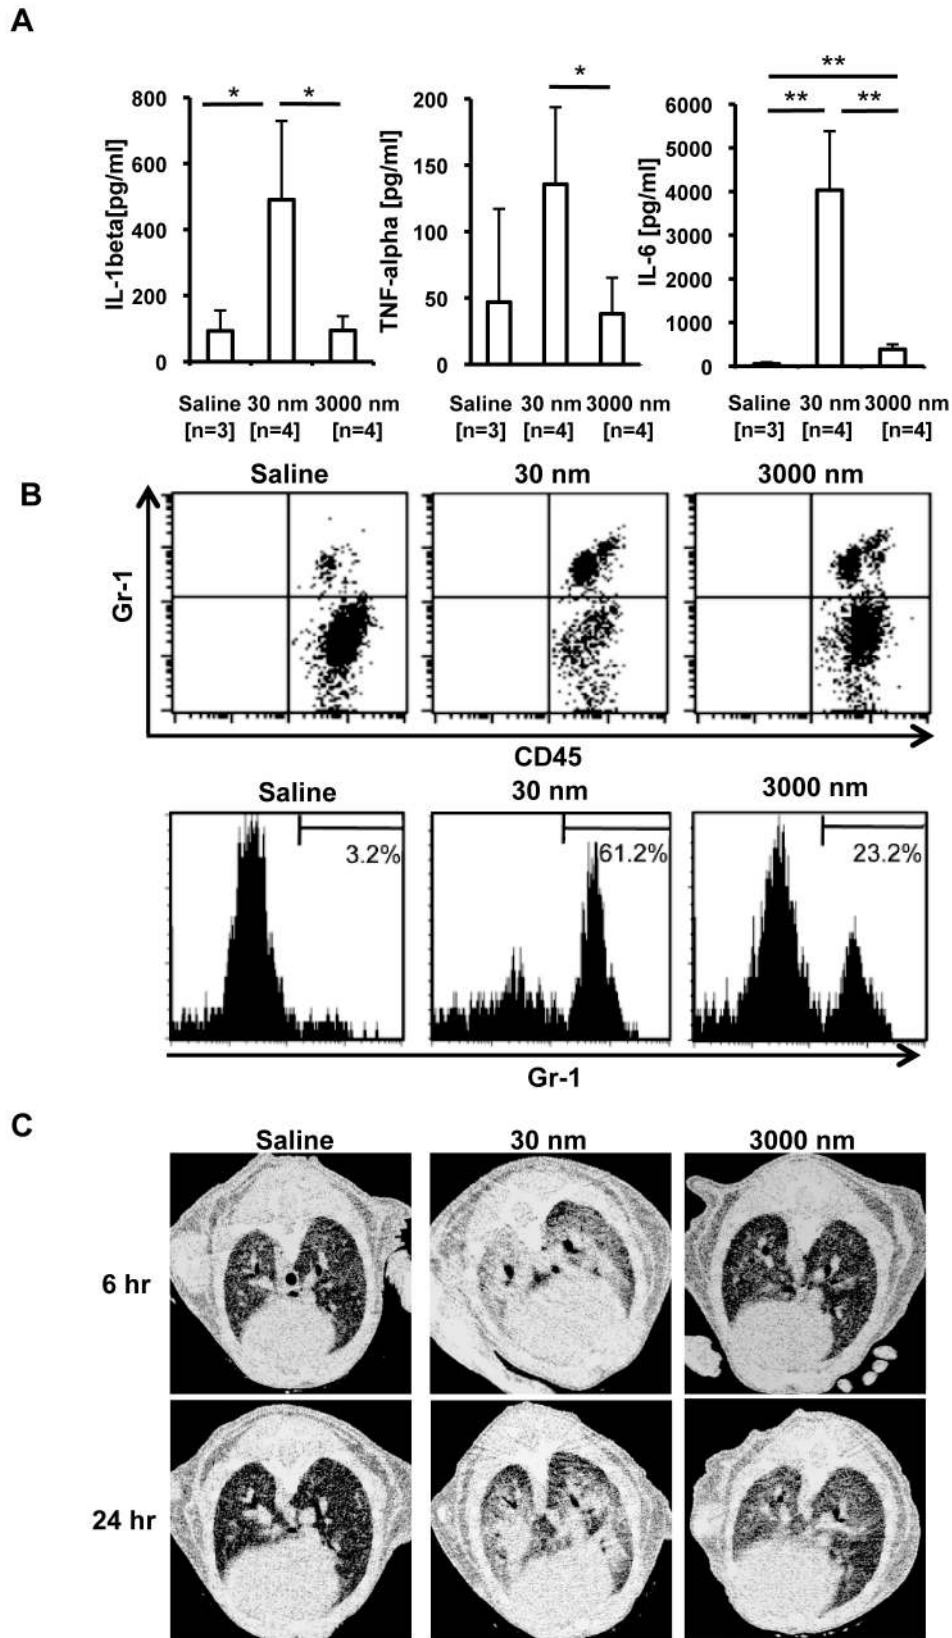 A
* *
800
600
400
200
0
IL-1beta[pg/ml]
Saline 30 nm 3000 nm
[n=3] [n=4] [n=4]
*
200
150
100
50
0
TNF-alpha [pg/ml]
Saline 30 nm 3000 nm
[n=3] [n=4] [n=4]
**
** **
6000
5000
4000
3000
2000
1000
0
IL-6 [pg/ml]
Saline 30 nm 3000 nm
[n=3] [n=4] [n=4]
B
Saline 30 nm 3000 nm
Gr-1
CD45
Saline 30 nm 3000 nm
3.2% 61.2% 23.2%
Gr-1
C
Saline 30 nm 3000 nm
6 hr
24 hr